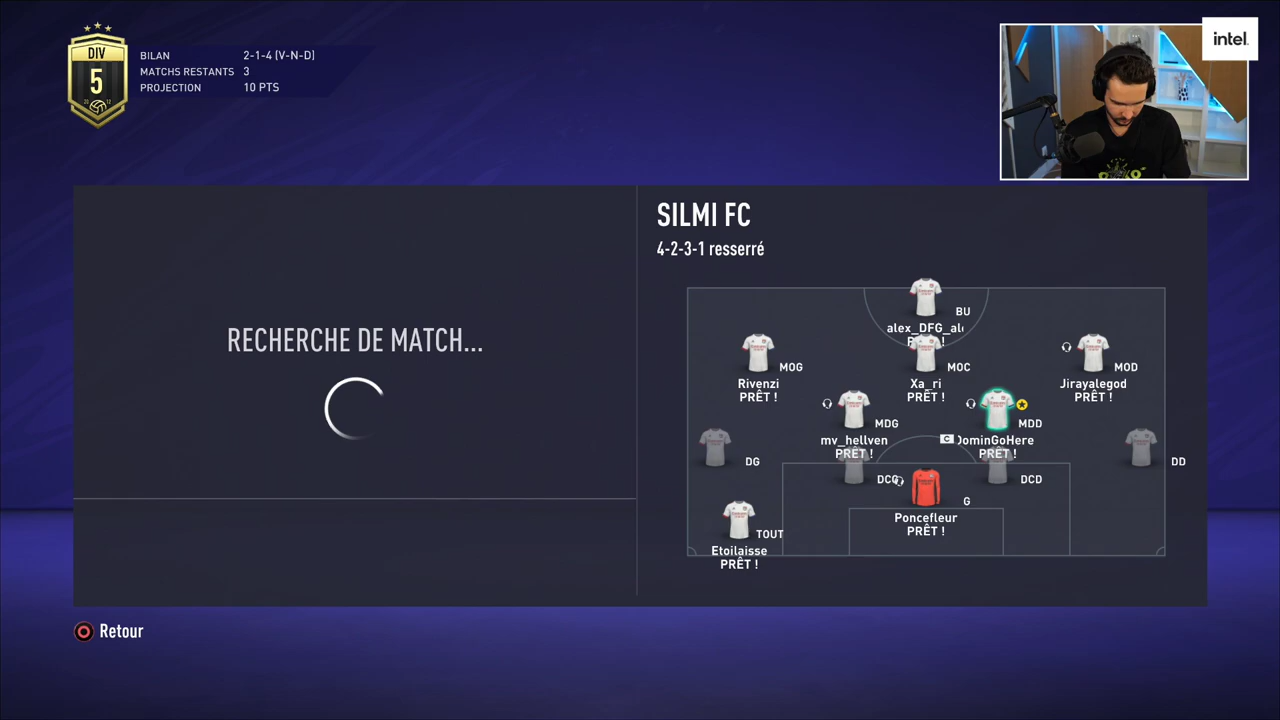 DIV
5
BILAN 2-1-4 (V-N-D)
MATCHS RESTANTS 3
PROJECTION 10 PTS
intel.
SILMI FC
4-2-3-1 resserré
RECHERCHE DE MATCH...
BU
alex_DFG_al
MOG
Rivenzi
PRÊT !
MOC
Xa_ri
PRÊT !
MOD
Jirayalegod
PRÊT !
MDG
mv_hellven
PRÊT !
MDD
C DominGoHere
PRÊT !
DG
DCG
DCD
DD
G
Poncefleur
PRÊT !
TOUT
Etoilaisse
PRÊT !
Retour